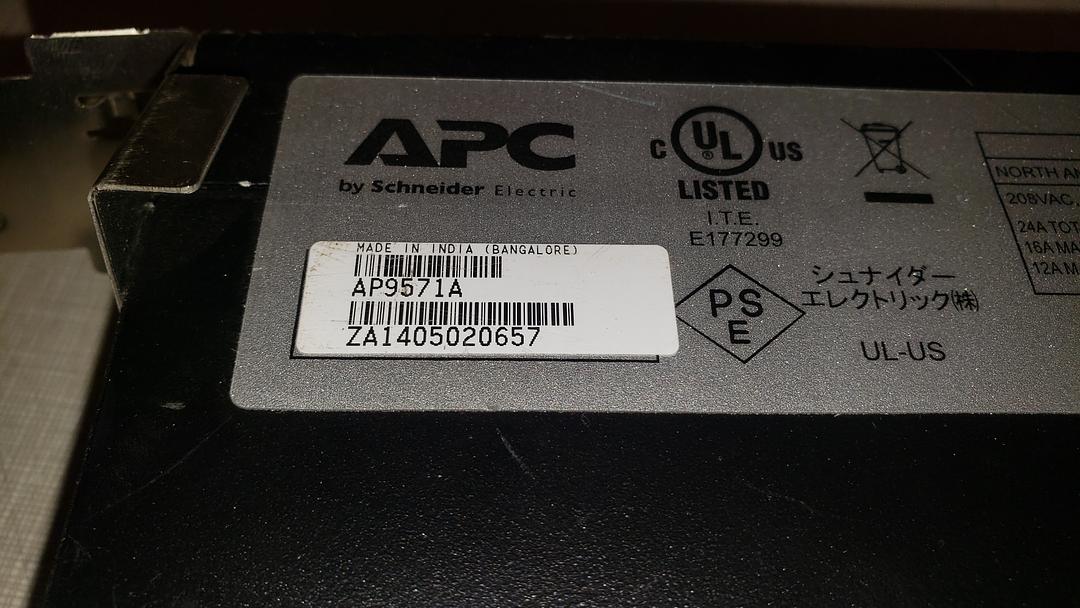 APC
by Schneider Electric
MADE IN INDIA (BANGALORE)
AP9571A
ZA1405020657
C UL® US
LISTED
I.T.E.
E177299
PS
E
シュナイダー
エレクトリック(株)
UL-US
NORTH AM
208VAC,
24A TOT
16A MA
12A M